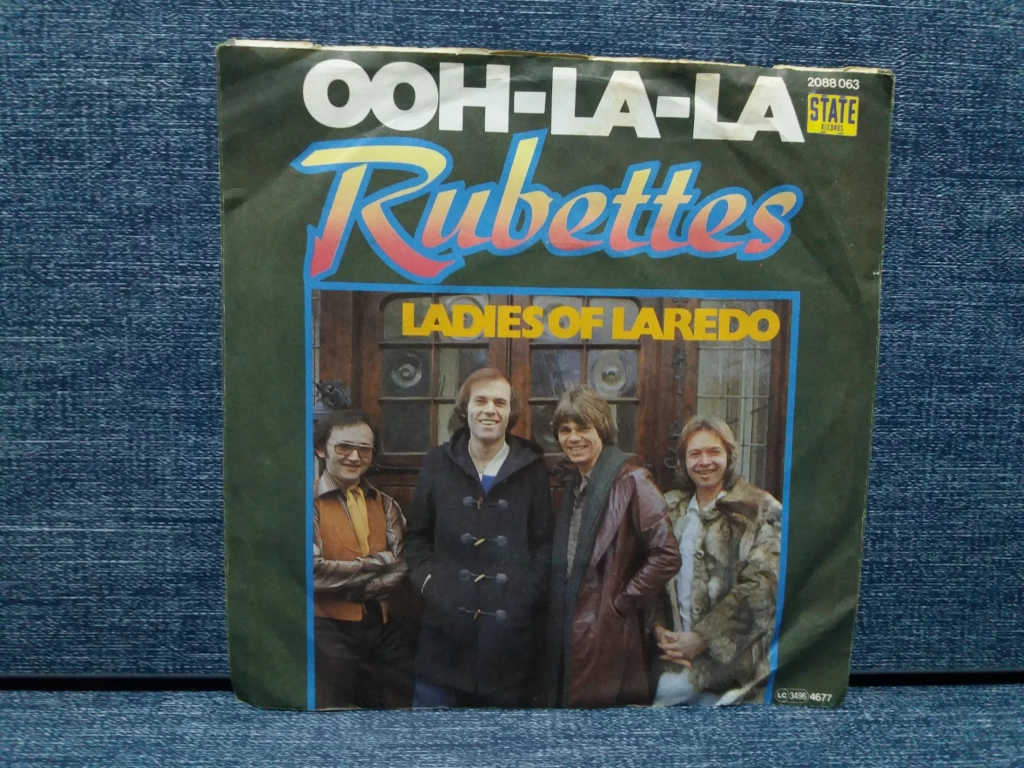 OOH-LA-LA
2088 063
STATE
RECORDS
Rubettes
LADIES OF LAREDO
LC 3496 4677